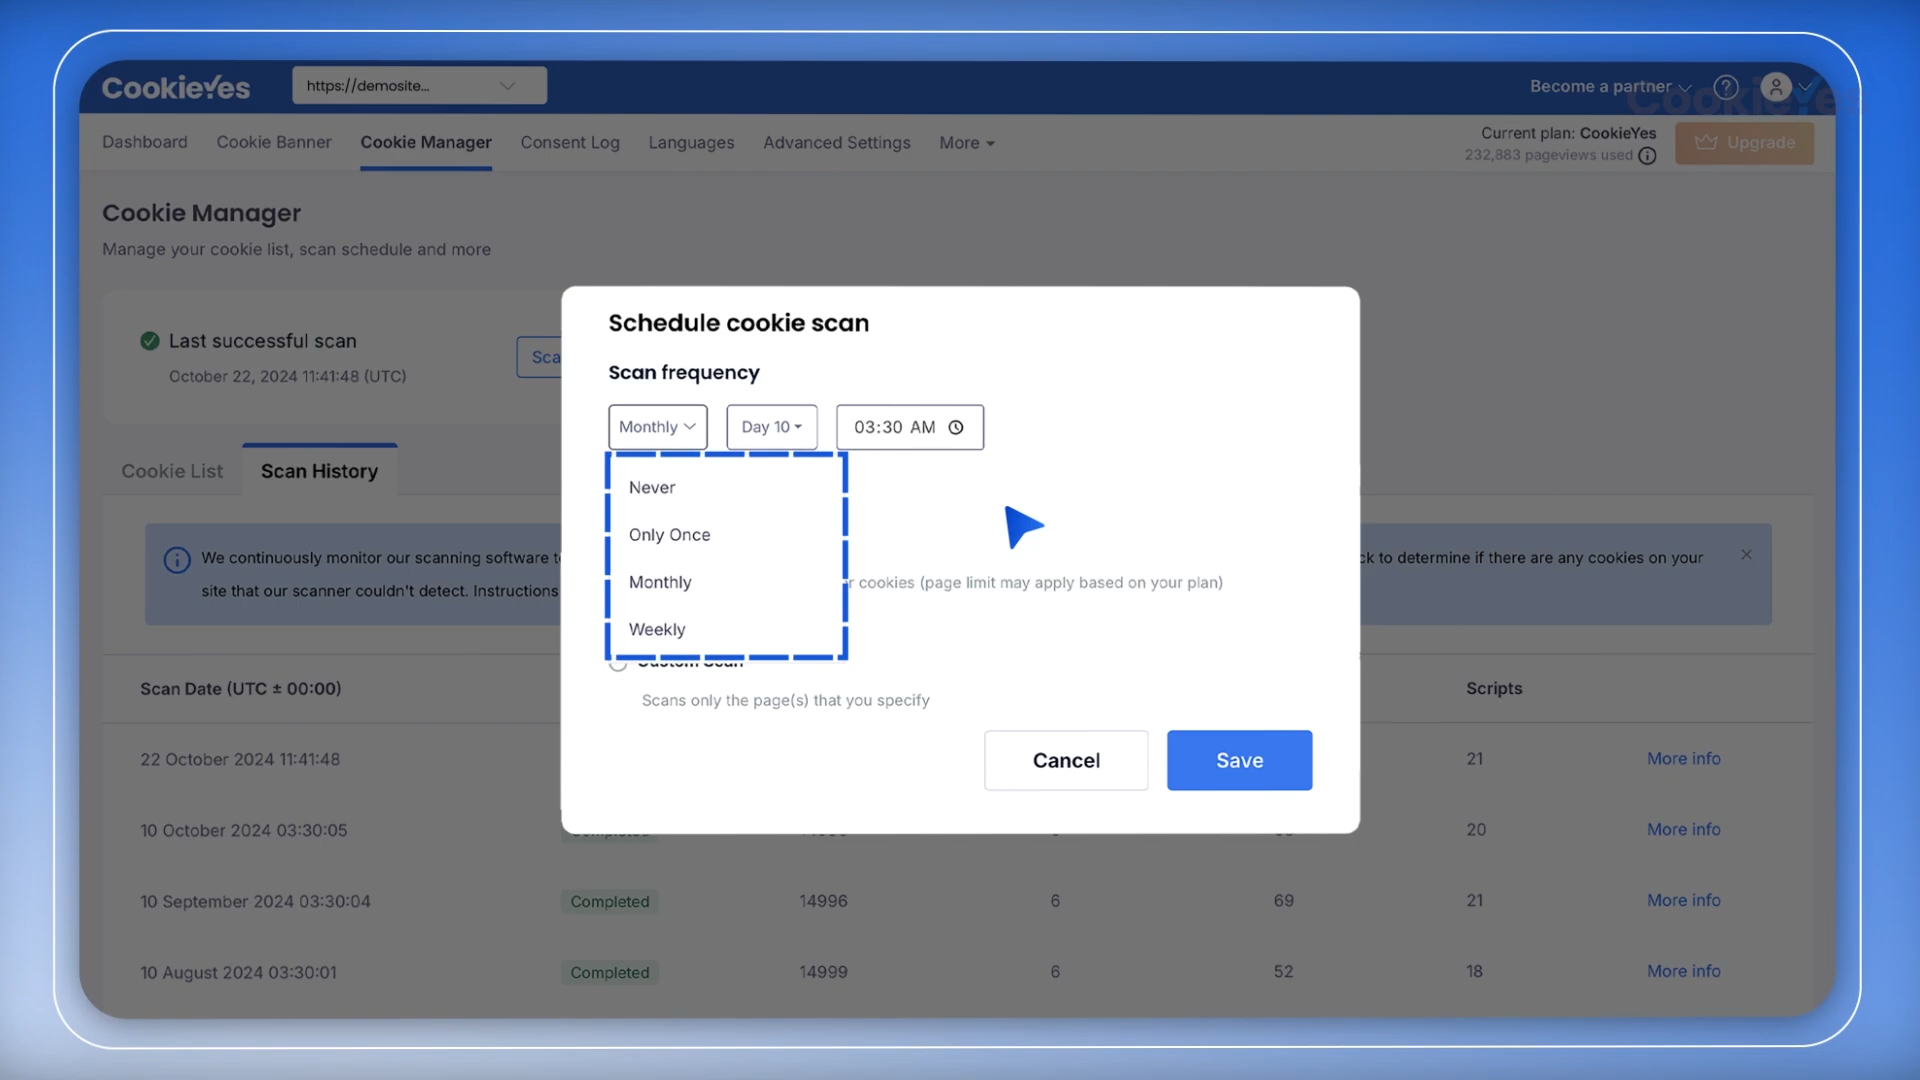 CookieYes
https://demosite...
Become a partner
CookieYe
Dashboard
Cookie Banner
Cookie Manager
Consent Log
Languages
Advanced Settings
More
Current plan: CookieYes
232,883 pageviews used
Upgrade
Cookie Manager
Manage your cookie list, scan schedule and more
Last successful scan
October 22, 2024 11:41:48 (UTC)
Sca
Cookie List
Scan History
We continuously monitor our scanning software t
ck to determine if there are any cookies on your
site that our scanner couldn't detect. Instructions
Schedule cookie scan
Scan frequency
Monthly
Day 10
03:30 AM
Never
Only Once
Monthly
Weekly
r cookies (page limit may apply based on your plan)
Custom Scan
Scans only the page(s) that you specify
Cancel
Save
Scan Date (UTC ± 00:00)
Scripts
22 October 2024 11:41:48
21
More info
10 October 2024 03:30:05
20
More info
10 September 2024 03:30:04
Completed
14996
6
69
21
More info
10 August 2024 03:30:01
Completed
14999
6
52
18
More info